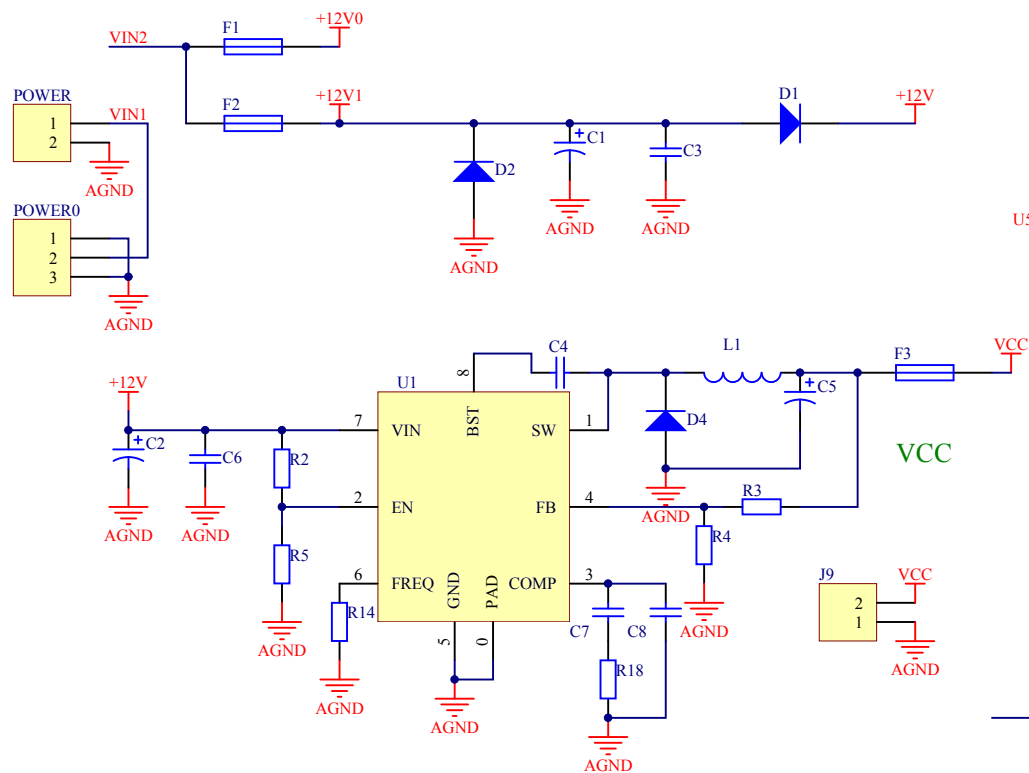 VIN2
F1
+12V0
POWER
1
2
VIN1
AGND
F2
+12V1
D2
AGND
C1
AGND
C3
AGND
D1
+12V
POWER0
1
2
3
AGND
U5
+12V
C2
AGND
C6
AGND
R2
R5
AGND
U1
8
BST
7
VIN
2
EN
6
FREQ
5
GND
0
PAD
SW
1
FB
4
COMP
3
R14
AGND
AGND
C4
D4
L1
C5
AGND
F3
VCC
VCC
R3
R4
AGND
C7
C8
R18
AGND
J9
2
1
VCC
AGND